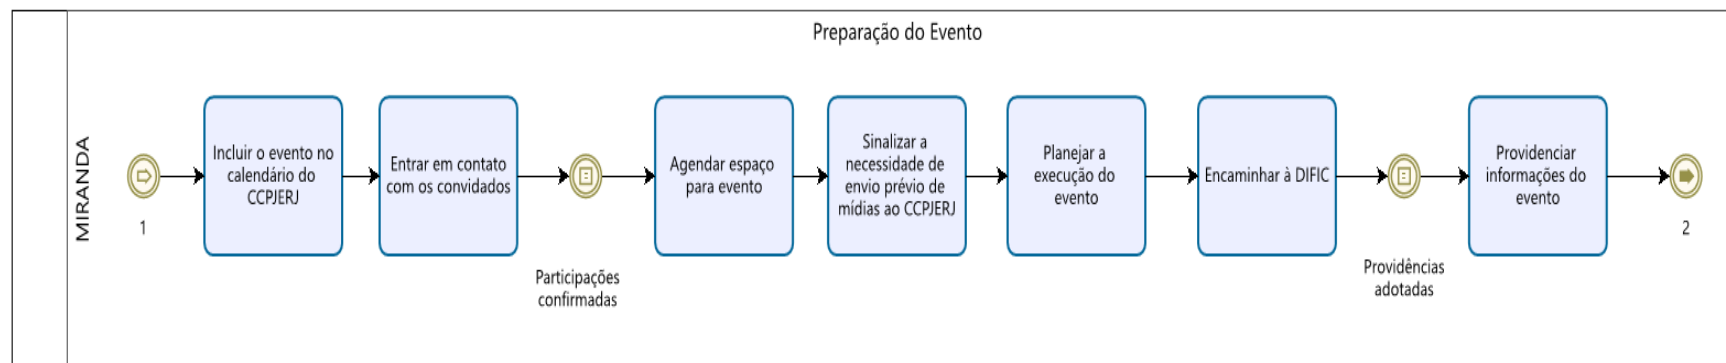 Preparação do Evento
MIRANDA
1
Incluir o evento no
calendário do
CCPJERJ
Entrar em contato
com os convidados
Participações
confirmadas
Agendar espaço
para evento
Sinalizar a
necessidade de
envio prévio de
mídias ao CCPJERJ
Planejar a
execução do
evento
Encaminhar à DIFIC
Providências
adotadas
Providenciar
informações do
evento
2